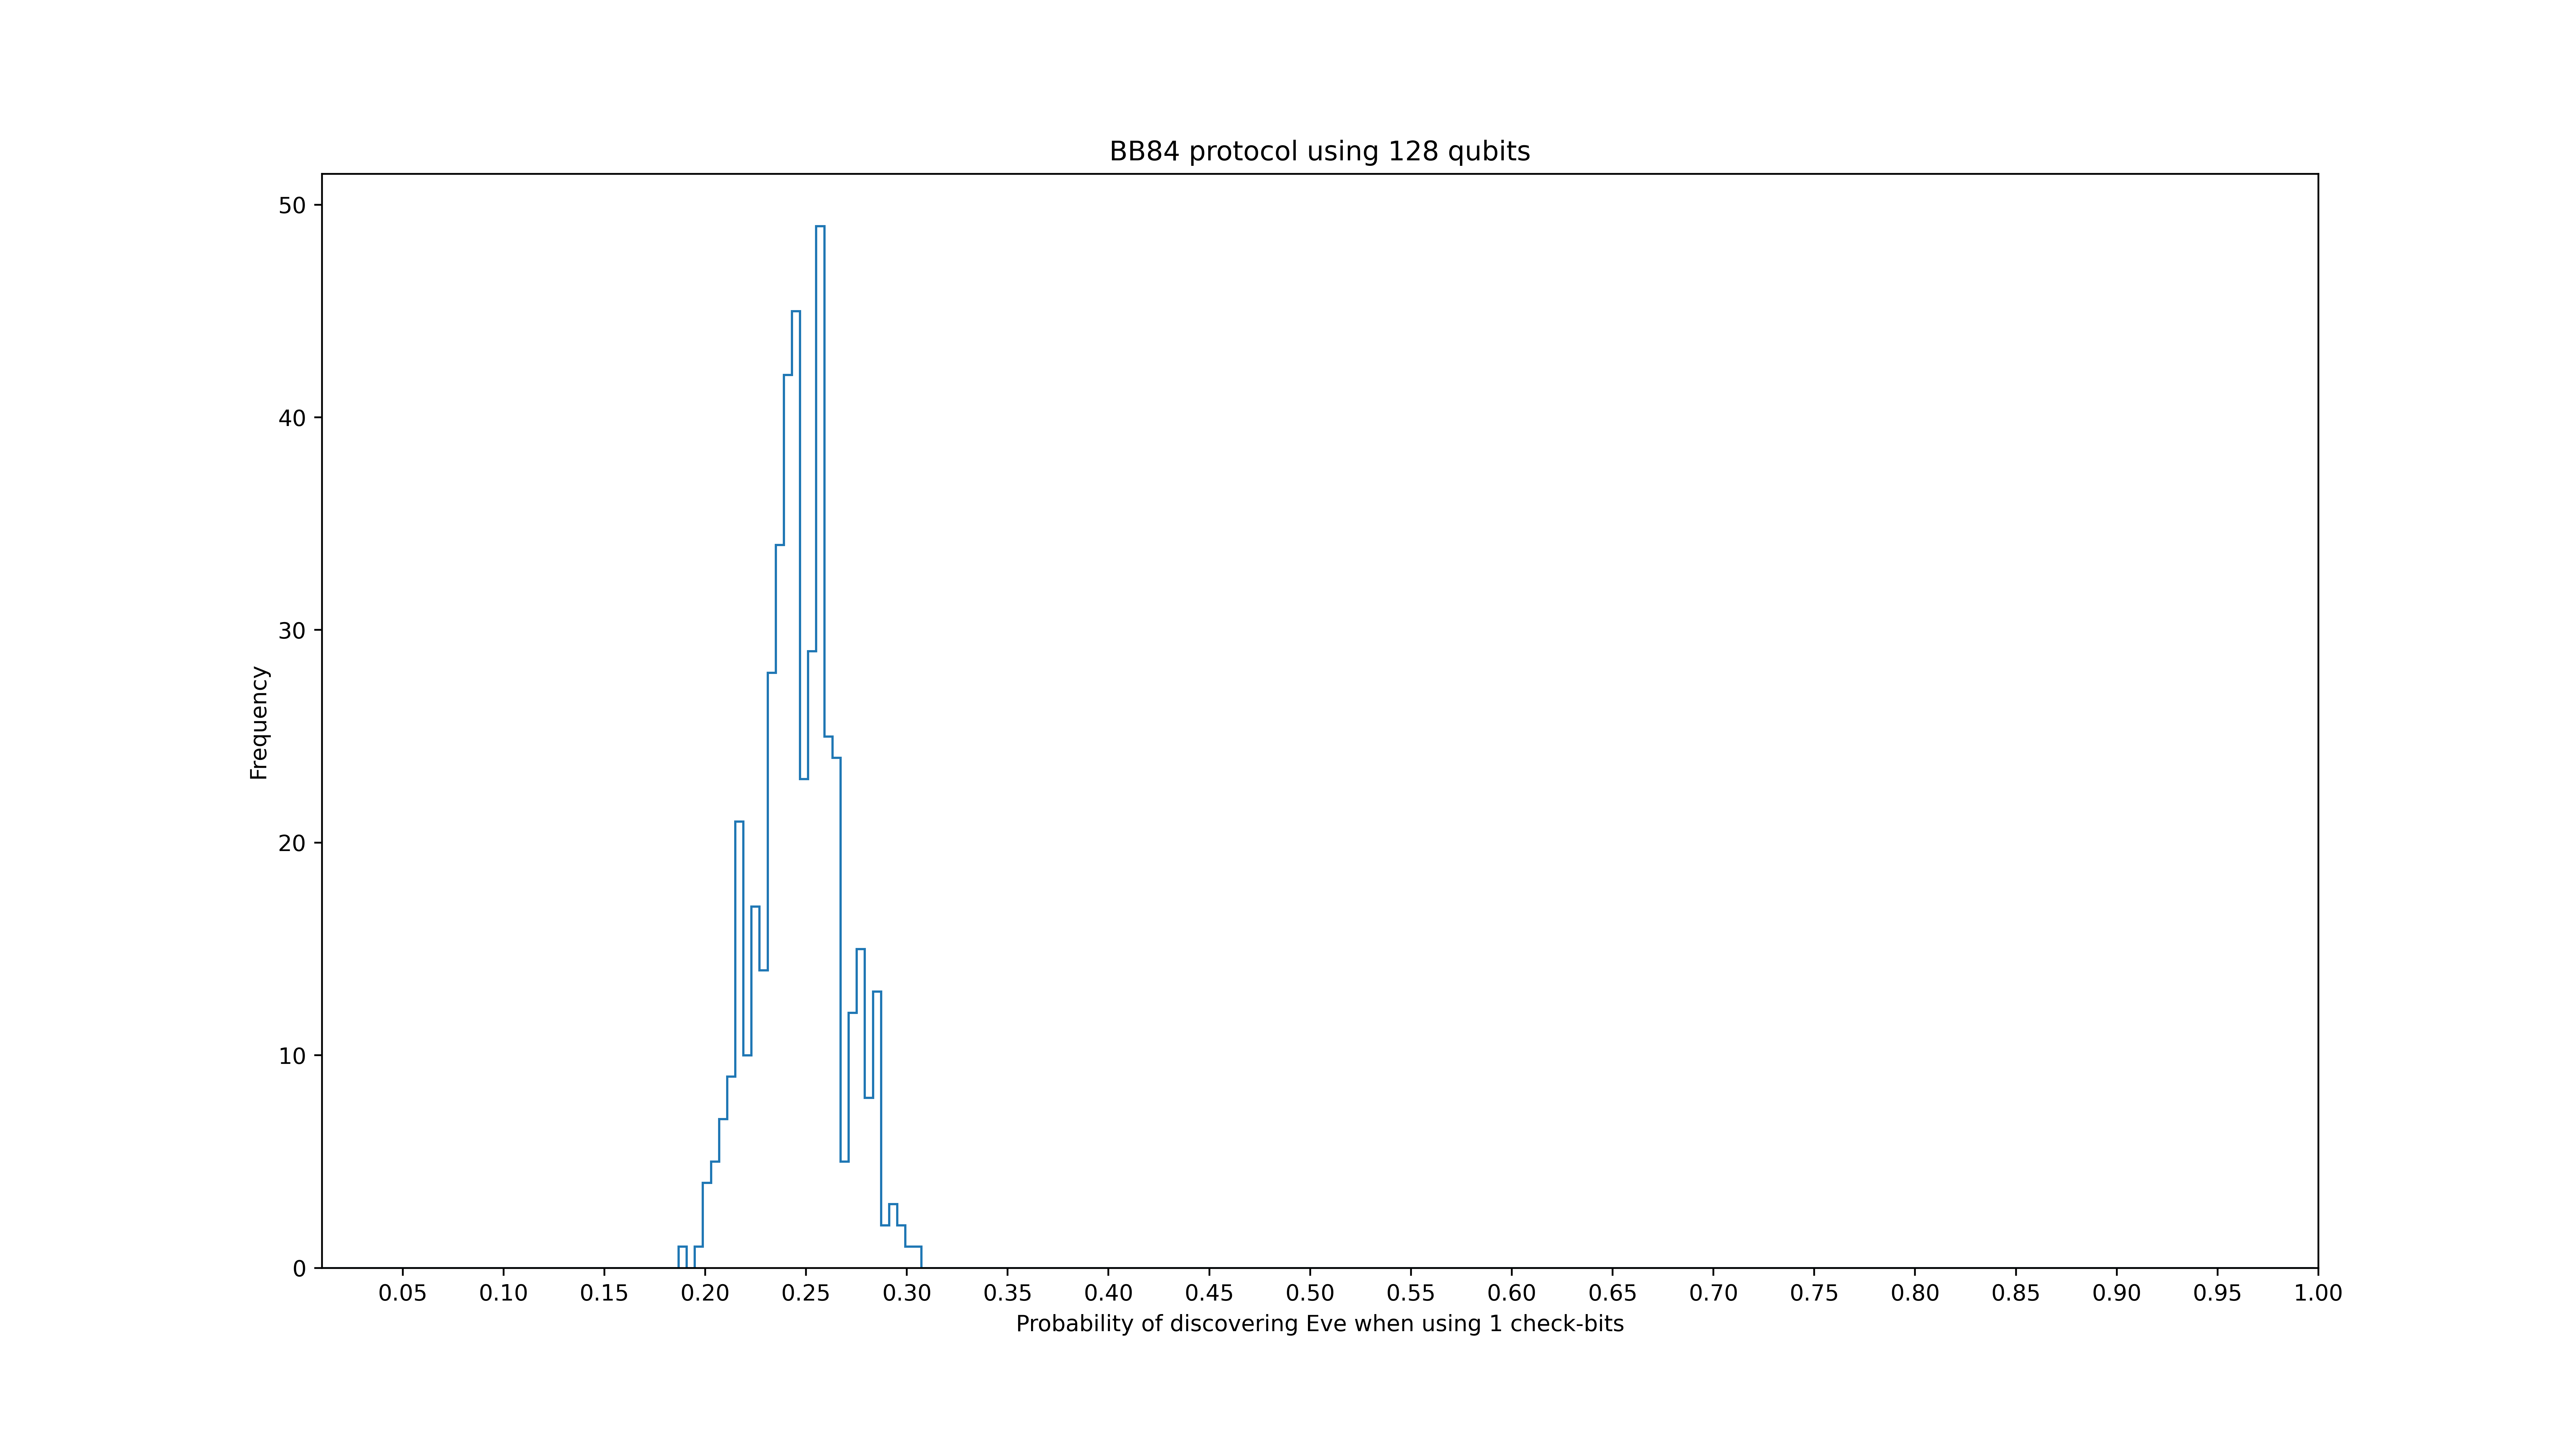 BB84 protocol using 128 qubits
50
40
30
20
10
0
Frequency
0.05 0.10 0.15 0.20 0.25 0.30 0.35 0.40 0.45 0.50 0.55 0.60 0.65 0.70 0.75 0.80 0.85 0.90 0.95 1.00
Probability of discovering Eve when using 1 check-bits